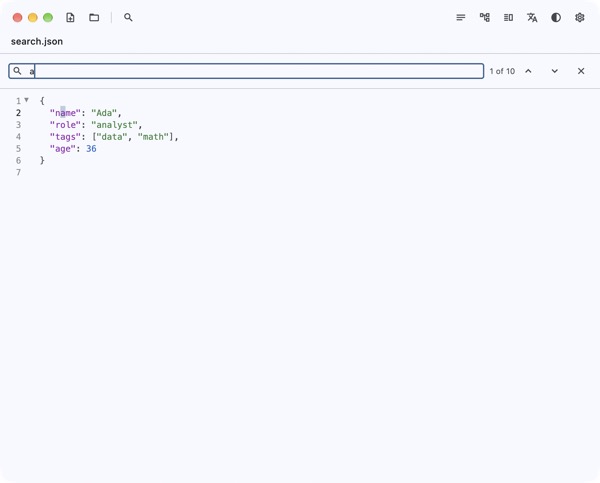 search.json
a
1 of 10
1 {
2   "name": "Ada",
3   "role": "analyst",
4   "tags": ["data", "math"],
5   "age": 36
6 }
7